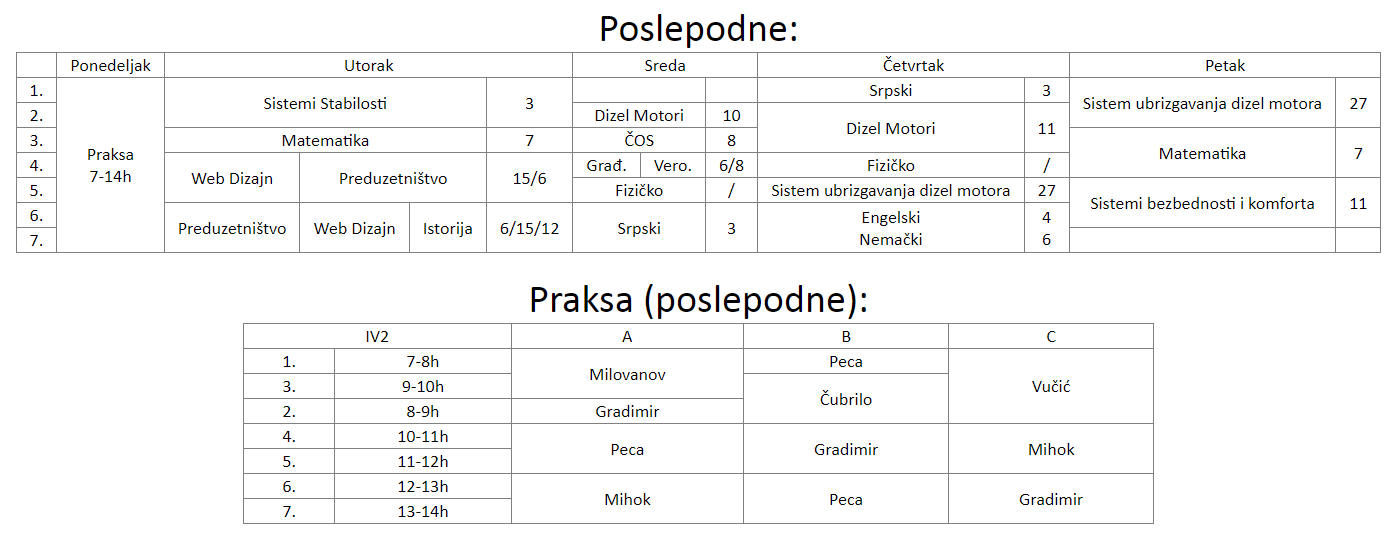 Poslepodne:
Ponedeljak Utorak Sreda Četvrtak Petak
1. Sistemi Stabilosti 3 Srpski 3 Sistem ubrizgavanja dizel motora 27
2. Dizel Motori 10 Dizel Motori 11
3. Praksa 7-14h Matematika 7 ČOS 8 Matematika 7
4. Web Dizajn Preduzetništvo 15/6 Građ. Vero. 6/8 Fizičko /
5. Fizičko / Sistem ubrizgavanja dizel motora 27 Sistemi bezbednosti i komforta 11
6. Preduzetništvo Web Dizajn Istorija 6/15/12 Srpski 3 Engelski 4
7. Nemački 6
Praksa (poslepodne):
IV2 A B C
1. 7-8h Milovanov Peca Vučić
3. 9-10h Čubrilo
2. 8-9h Gradimir
4. 10-11h Peca Gradimir Mihok
5. 11-12h
6. 12-13h Mihok Peca Gradimir
7. 13-14h